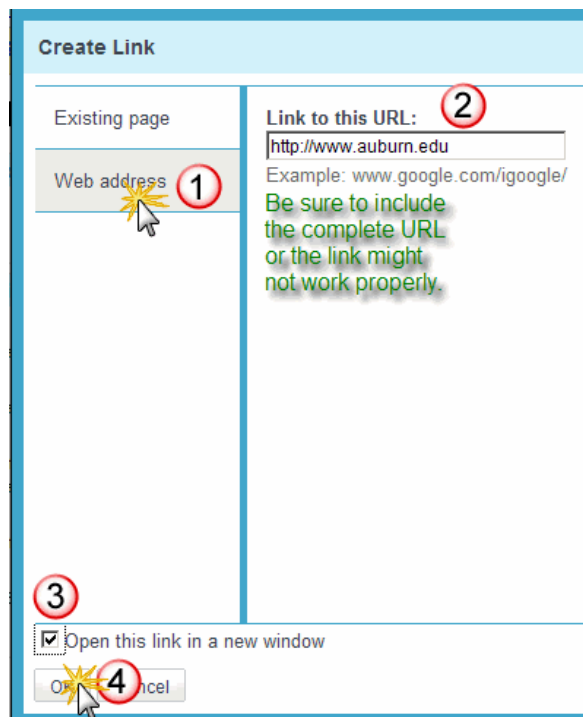 Create Link
Existing page
Web address
1
Link to this URL:
2
http://www.auburn.edu
Example: www.google.com/igoogle/
Be sure to include
the complete URL
or the link might
not work properly.
3
Open this link in a new window
4